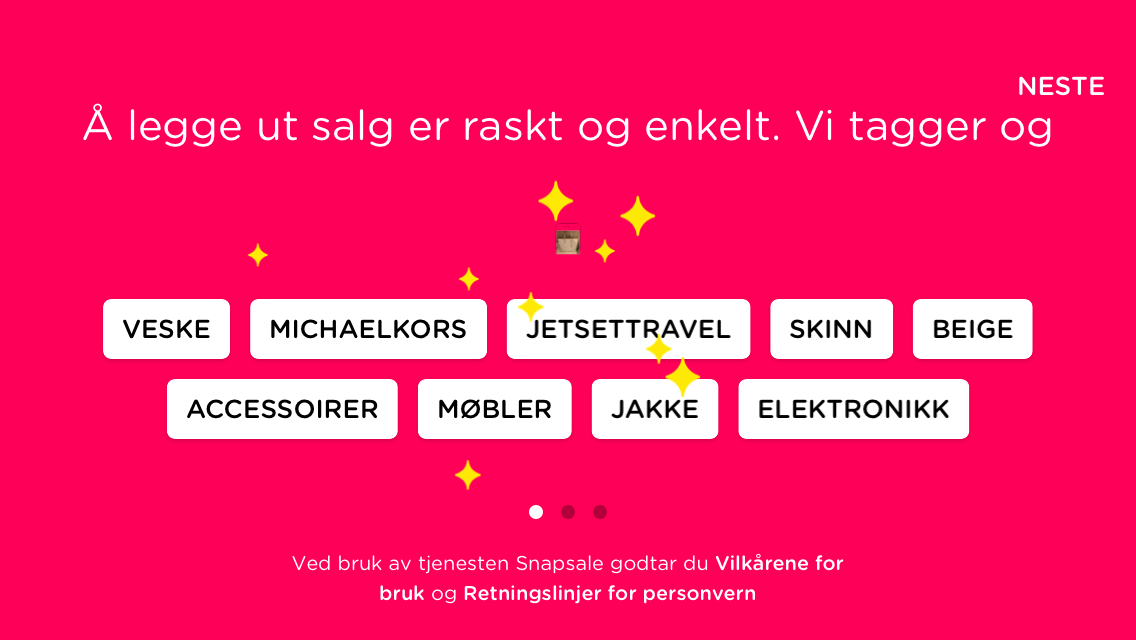 NESTE
Å legge ut salg er raskt og enkelt. Vi tagger og
VESKE MICHAELKORS JETSETTRAVEL SKINN BEIGE
ACCESSOIRER MØBLER JAKKE ELEKTRONIKK
Ved bruk av tjenesten Snapsale godtar du Vilkårene for
bruk og Retningslinjer for personvern